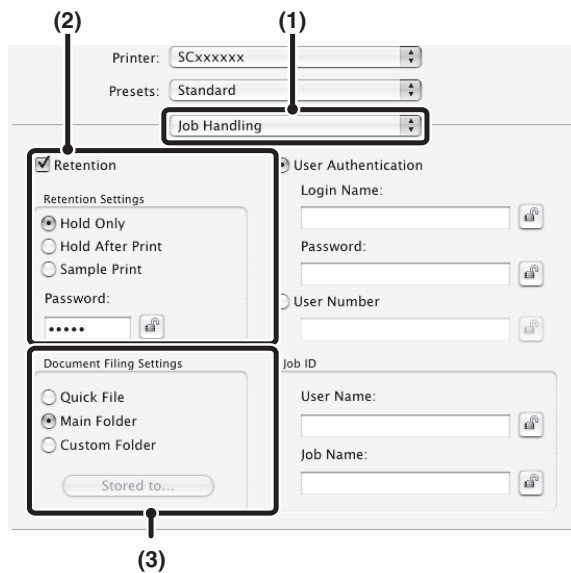 (2)
(1)
Printer: SCxxxxxx
Presets: Standard
Job Handling
Retention
Retention Settings
Hold Only
Hold After Print
Sample Print
Password:
•••••
User Authentication
Login Name:
Password:
User Number
Document Filing Settings
Quick File
Main Folder
Custom Folder
Stored to...
Job ID
User Name:
Job Name:
(3)